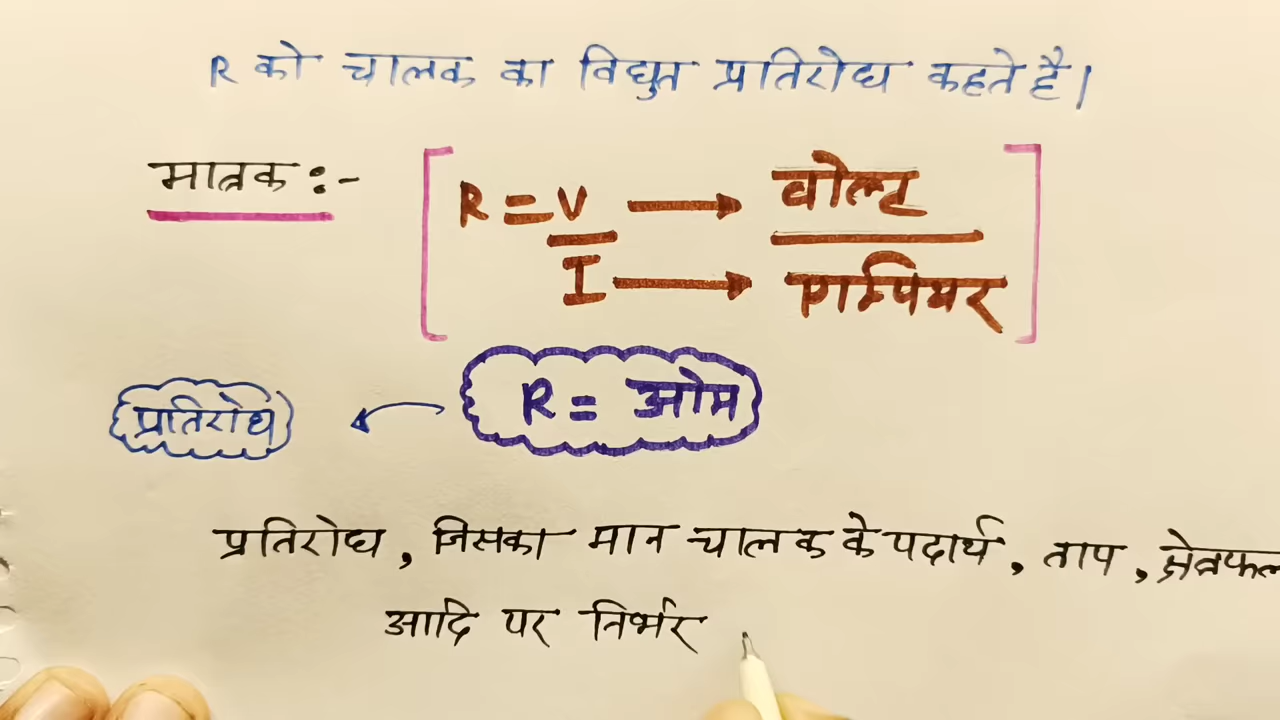 R को चालक का विद्युत प्रतिरोध कहते है।
मात्रक :-
R = V → वोल्ट
I → एम्पियर
R = ओम
प्रतिरोध
प्रतिरोध, जिसका मान चालक के पदार्थ, ताप, क्षेत्रफल
आदि पर निर्भर